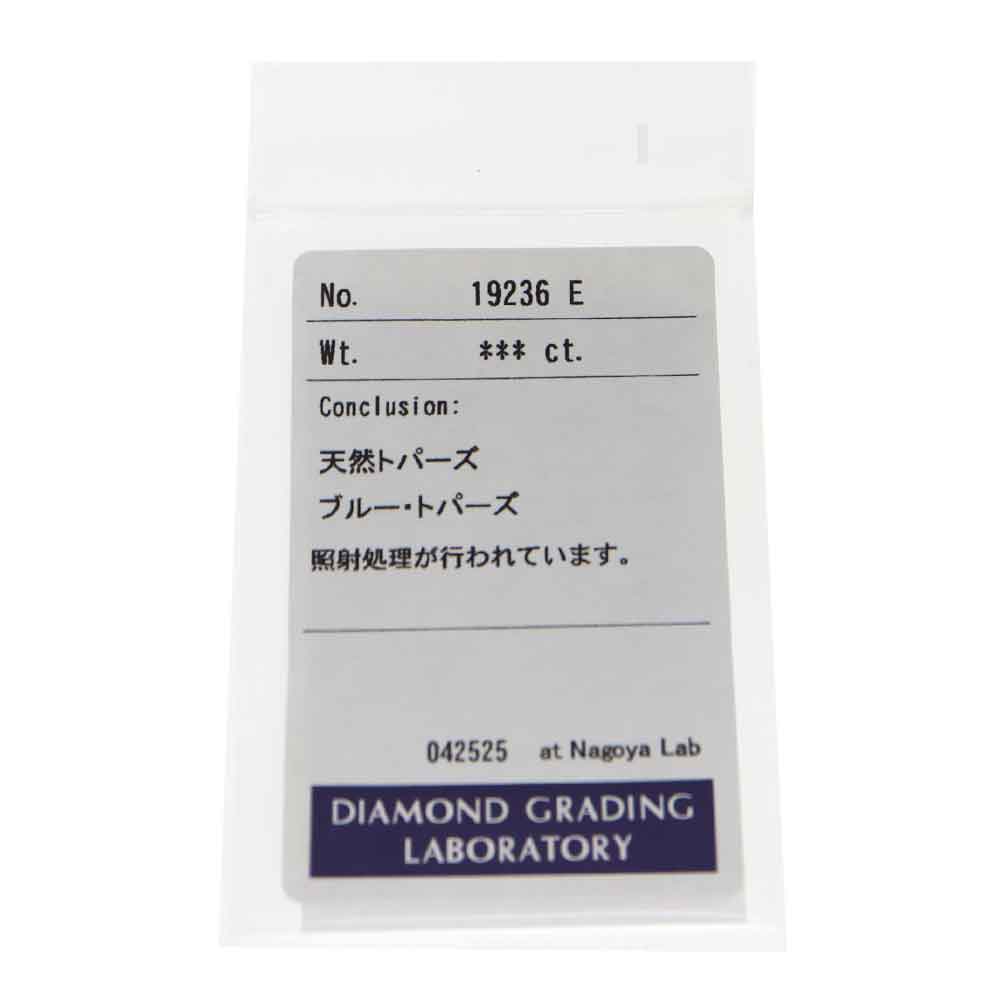 No. 19236 E
Wt. *** ct.
Conclusion:
天然トパーズ
ブルー・トパーズ
照射処理が行われています。
042525 at Nagoya Lab
DIAMOND GRADING
LABORATORY